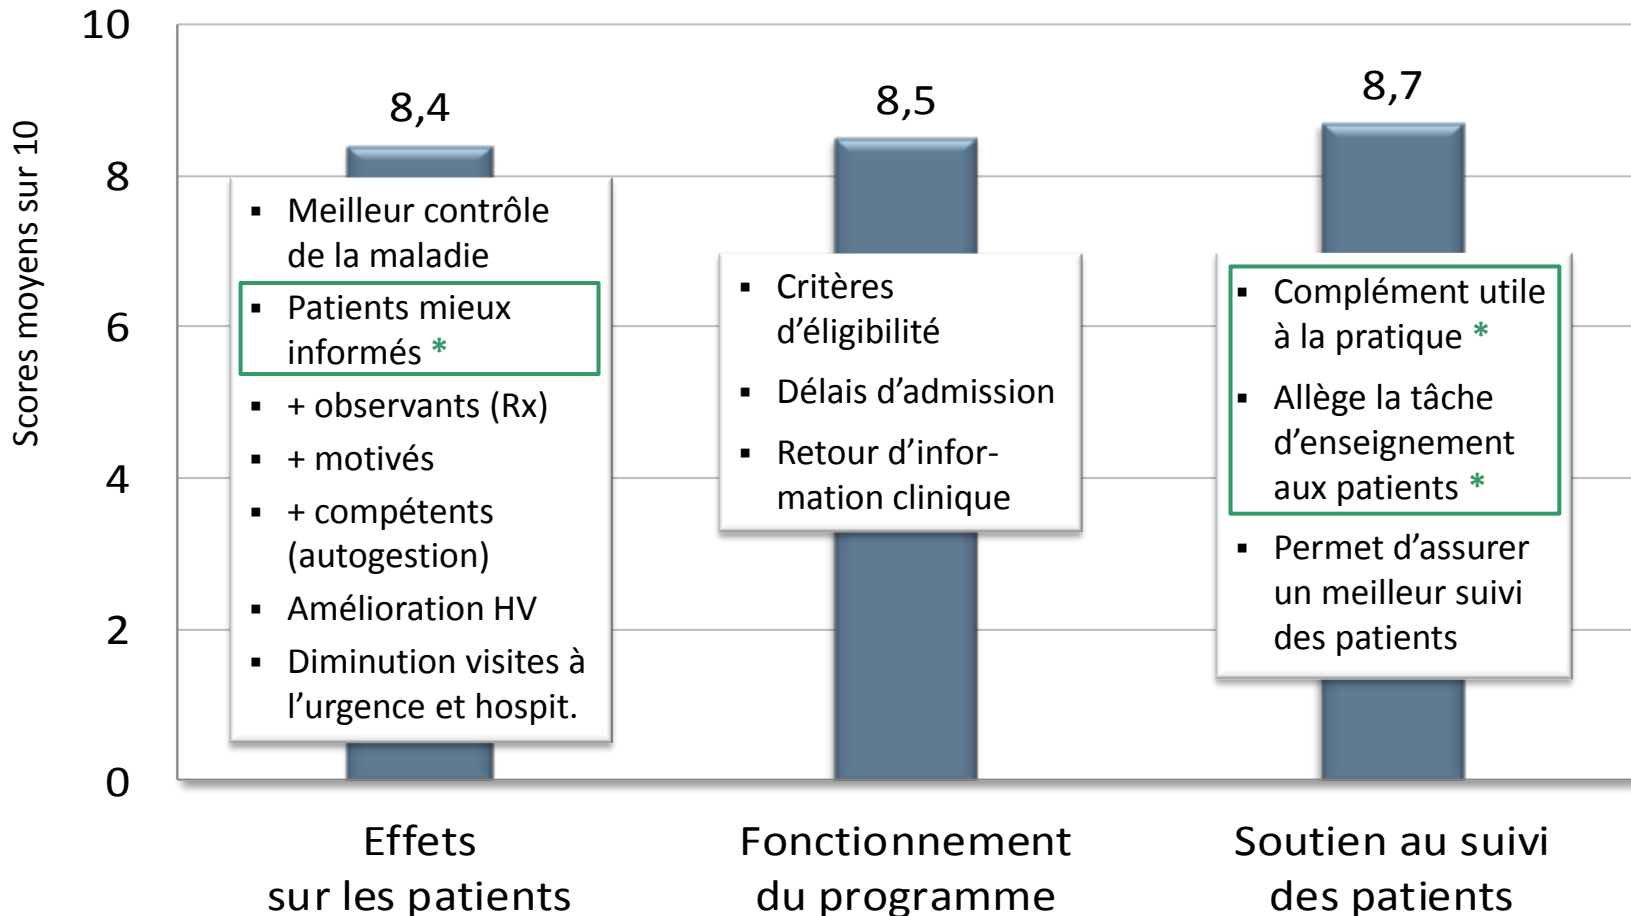 Scores moyens sur 10
10
8
6
4
2
0
8,4
▪ Meilleur contrôle
de la maladie
▪ Patients mieux
informés *
▪ + observants (Rx)
▪ + motivés
▪ + compétents
(autogestion)
▪ Amélioration HV
▪ Diminution visites à
l’urgence et hospit.
Effets
sur les patients
8,5
▪ Critères
d’éligibilité
▪ Délais d’admission
▪ Retour d’infor-
mation clinique
Fonctionnement
du programme
8,7
▪ Complément utile
à la pratique *
▪ Allège la tâche
d’enseignement
aux patients *
▪ Permet d’assurer
un meilleur suivi
des patients
Soutien au suivi
des patients